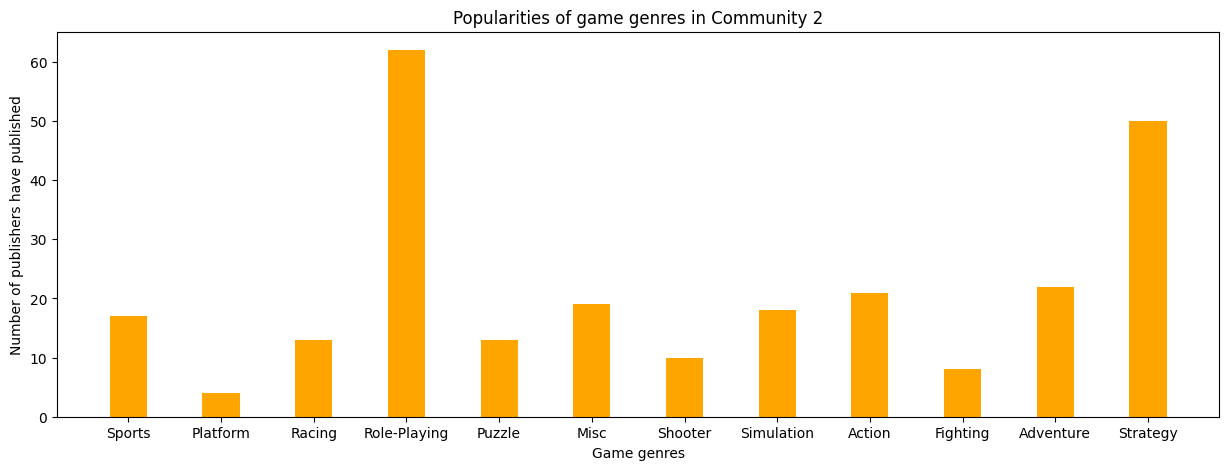 Popularities of game genres in Community 2
Number of publishers have published
60
50
40
30
20
10
0
Sports Platform Racing Role-Playing Puzzle Misc Shooter Simulation Action Fighting Adventure Strategy
Game genres